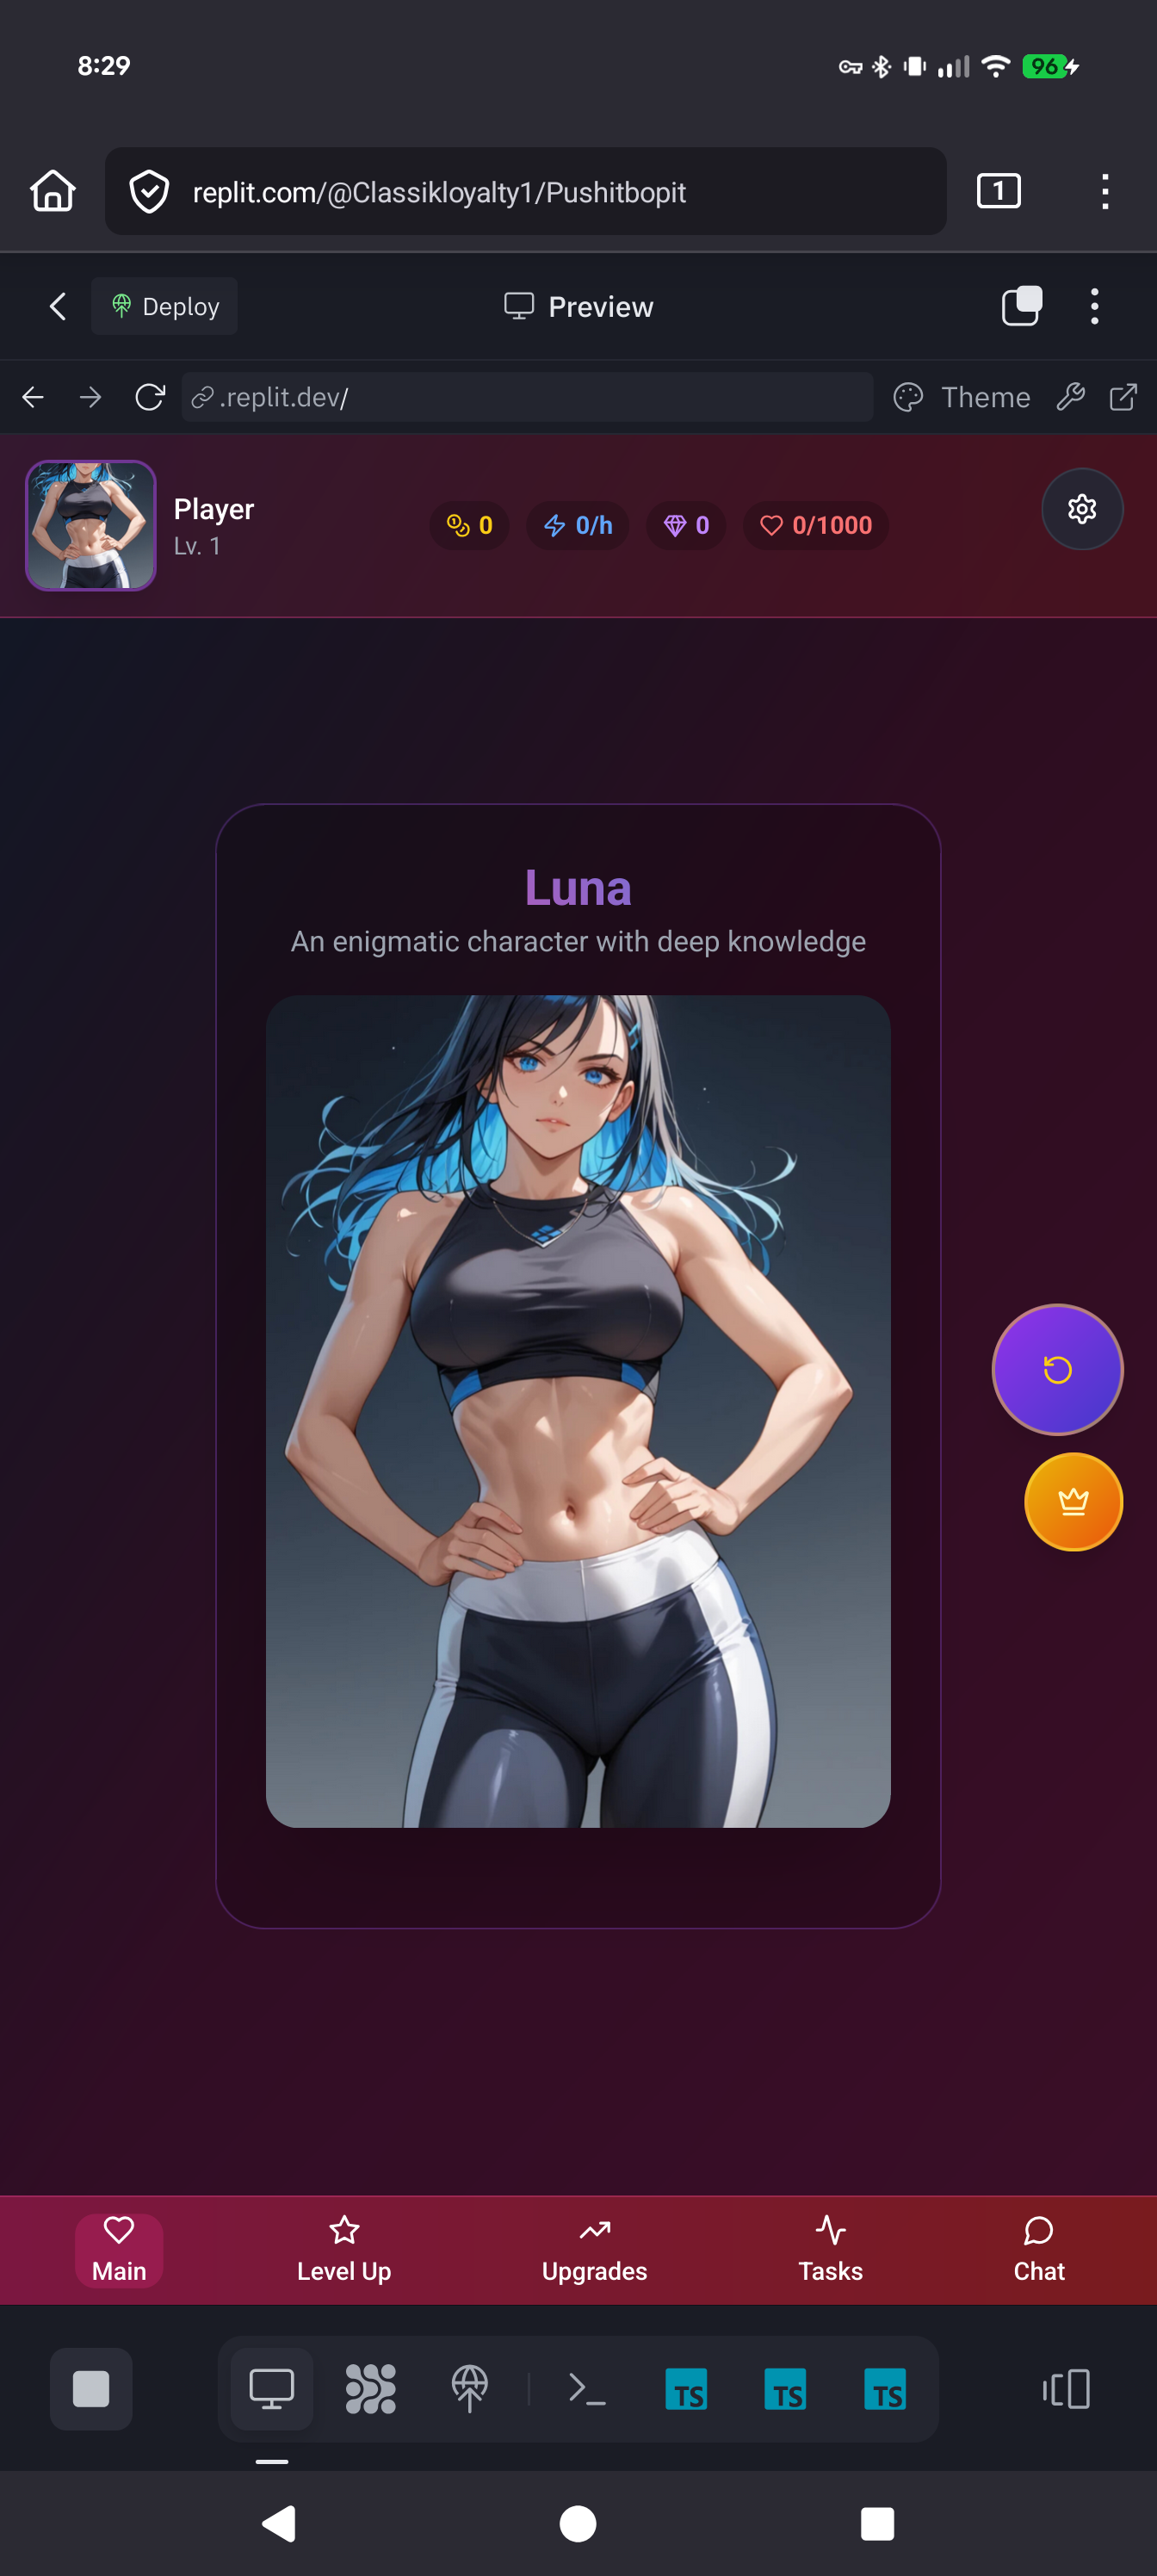 8:29
96
replit.com/@Classikloyalty1/Pushitbopit
1
Deploy
Preview
.replit.dev/
Theme
Player
Lv. 1
0
0/h
0
0/1000
Luna
An enigmatic character with deep knowledge
Main
Level Up
Upgrades
Tasks
Chat
TS
TS
TS